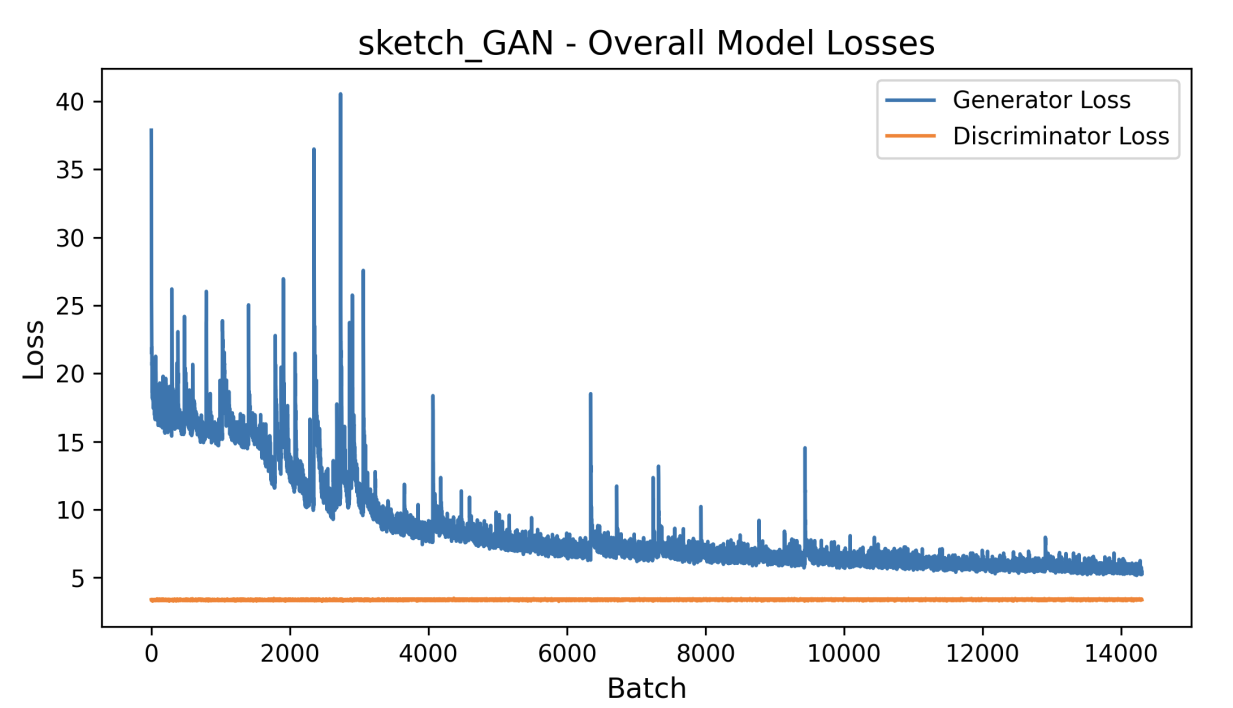 sketch_GAN - Overall Model Losses
Generator Loss
Discriminator Loss
Loss
40
35
30
25
20
15
10
5
0 2000 4000 6000 8000 10000 12000 14000
Batch